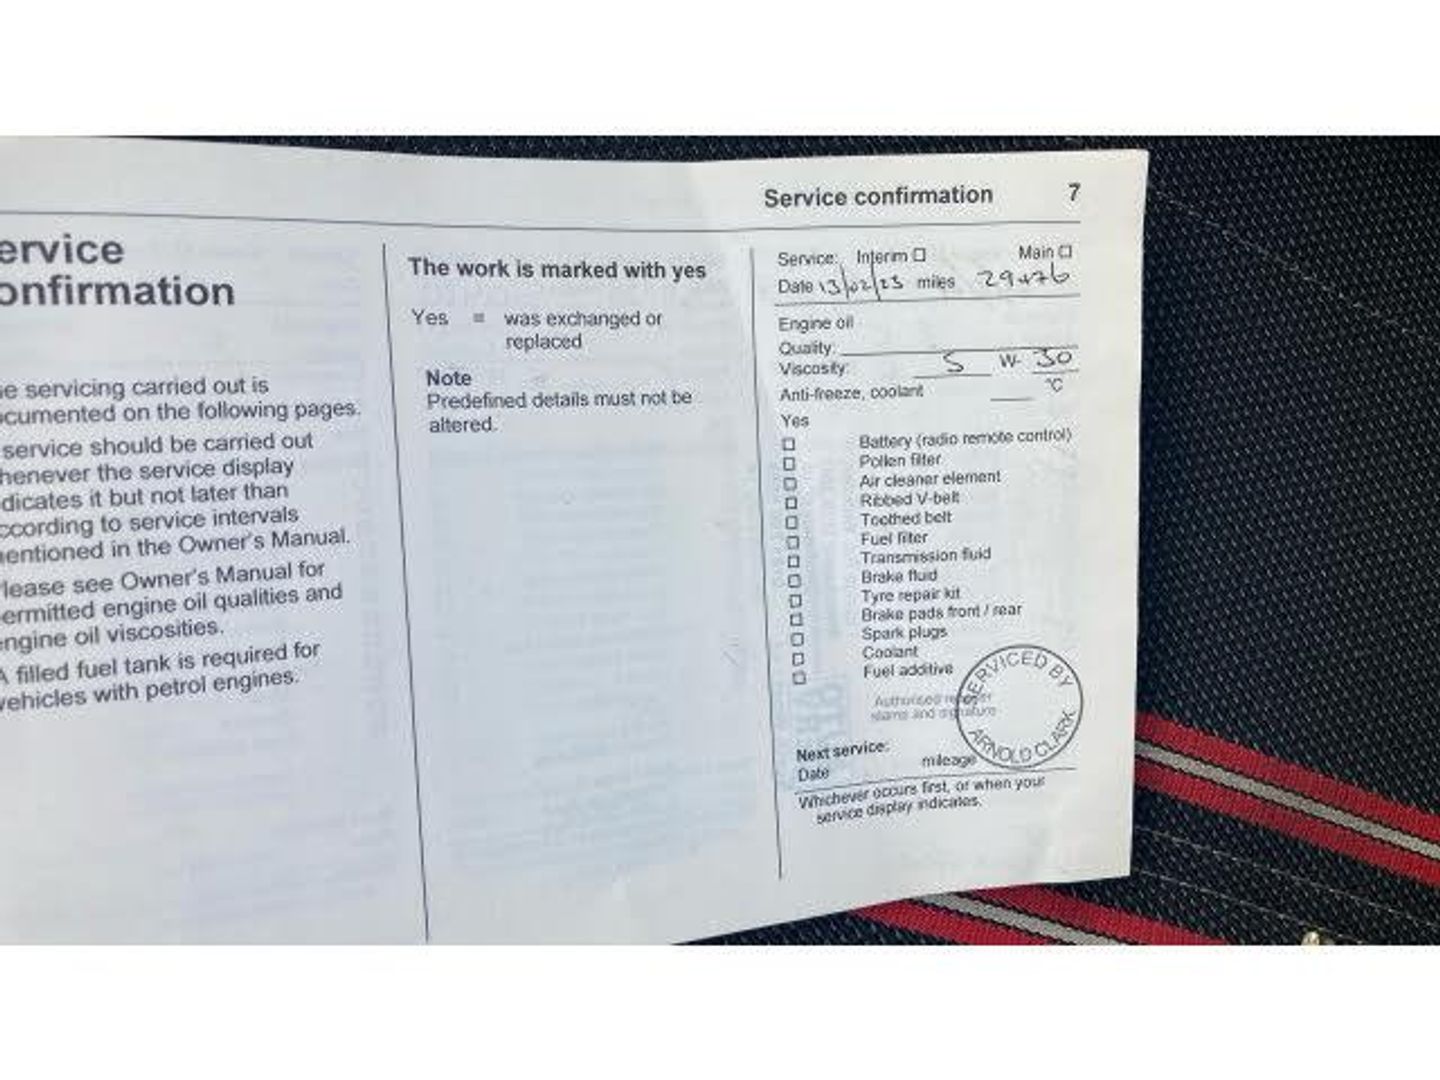 Service confirmation 7
ervice
onfirmation
e servicing carried out is
ocumented on the following pages.
service should be carried out
henever the service display
dicates it but not later than
ccording to service intervals
entioned in the Owner's Manual.
lease see Owner's Manual for
ermitted engine oil qualities and
ngine oil viscosities.
A filled fuel tank is required for
vehicles with petrol engines.
The work is marked with yes
Yes = was exchanged or
replaced
Note
Predefined details must not be
altered.
Service: Interim □ Main □
Date 13/02/23 miles 29476
Engine oil
Quality:
Viscosity: 5 W- 30
Anti-freeze, coolant °C
Yes
□ Battery (radio remote control)
□ Pollen filter
□ Air cleaner element
□ Ribbed V-belt
□ Toothed belt
□ Fuel filter
□ Transmission fluid
□ Brake fluid
□ Tyre repair kit
□ Brake pads front / rear
□ Spark plugs
□ Coolant
□ Fuel additive
Authorised repairer
stamp and signature
SERVICED BY
ARNOLD CLARK
Next service:
Date mileage
Whichever occurs first, or when your
service display indicates.